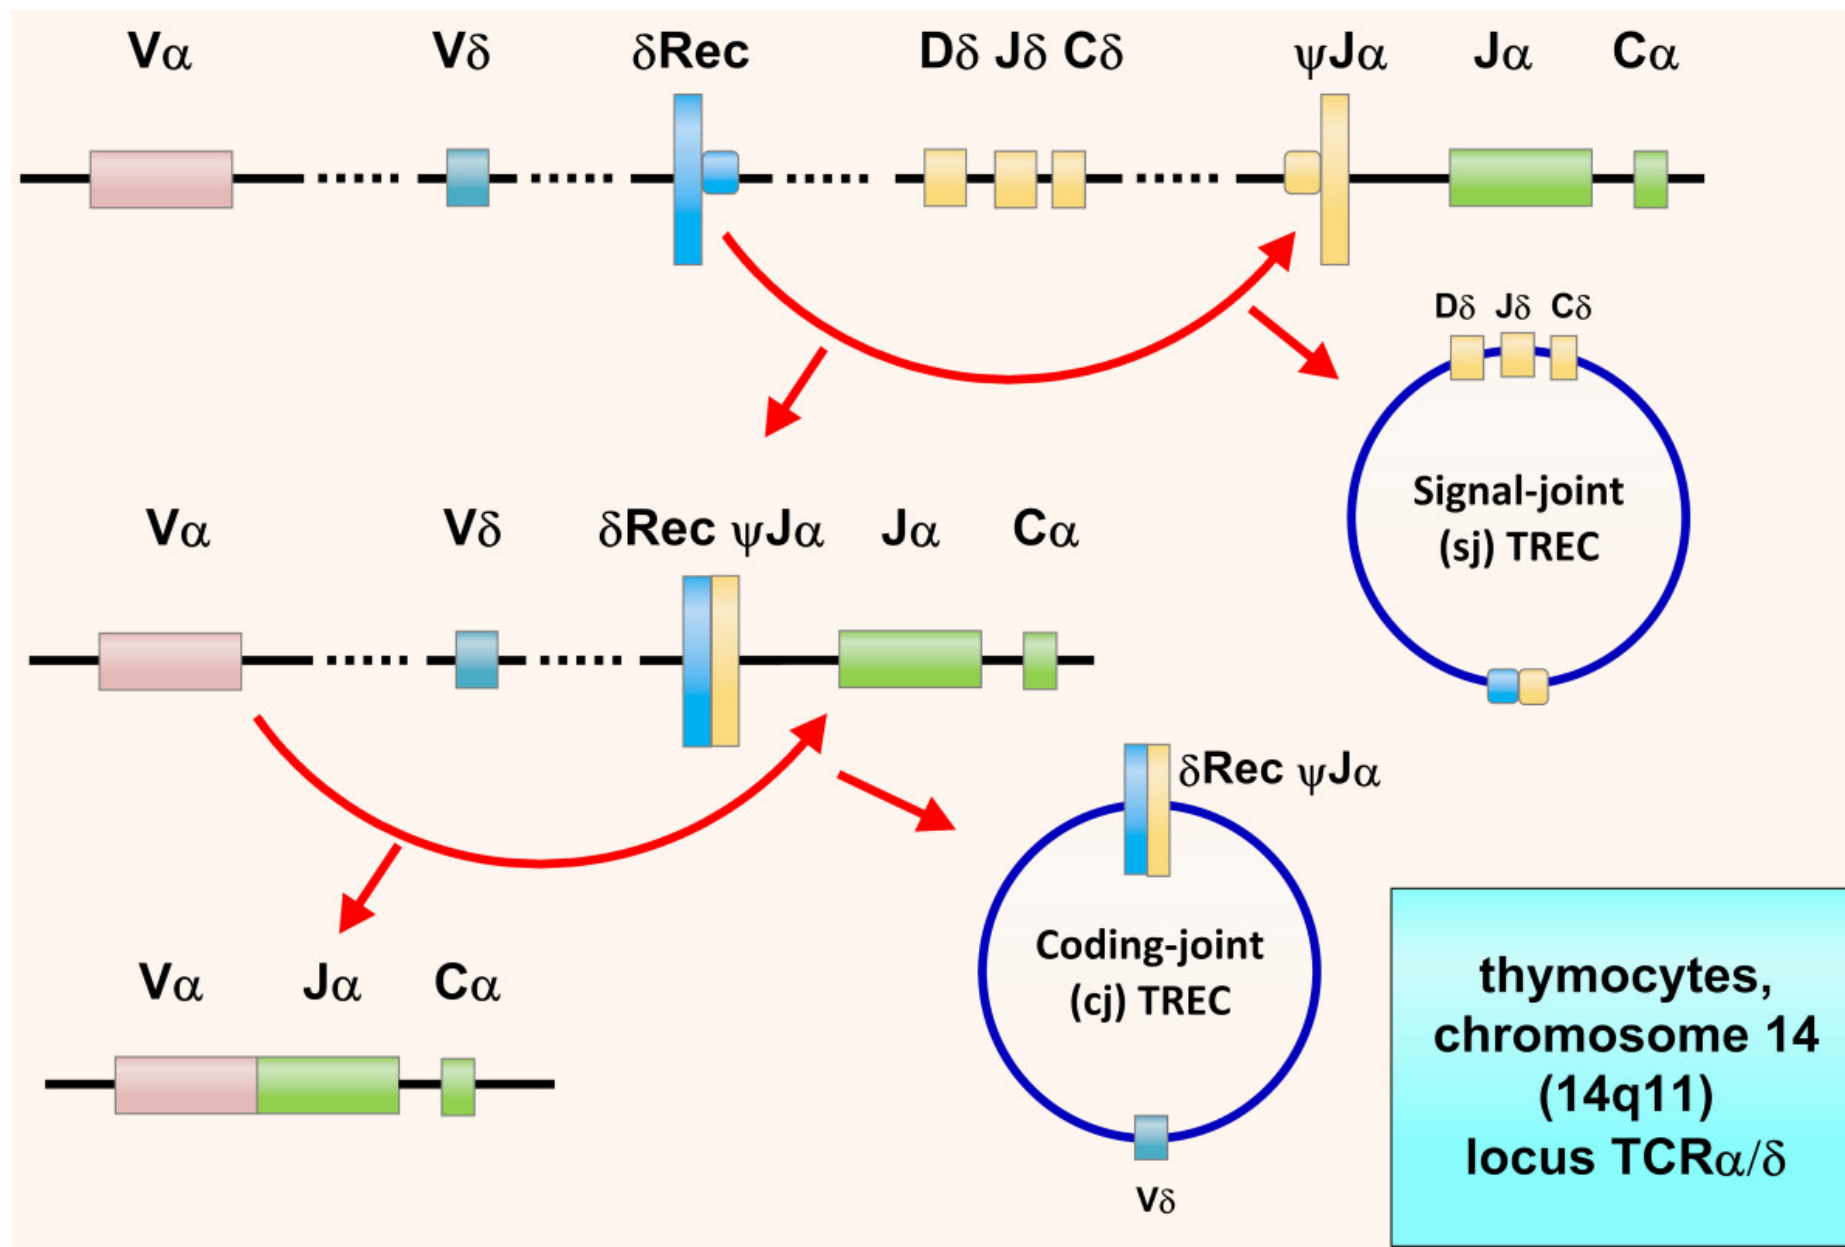 Vα Vδ δRec Dδ Jδ Cδ ψJα Jα Cα
Dδ Jδ Cδ
Signal-joint
(sj) TREC
Vα Vδ δRec ψJα Jα Cα
δRec ψJα
Coding-joint
(cj) TREC
Vδ
Vα Jα Cα
thymocytes,
chromosome 14
(14q11)
locus TCRα/δ